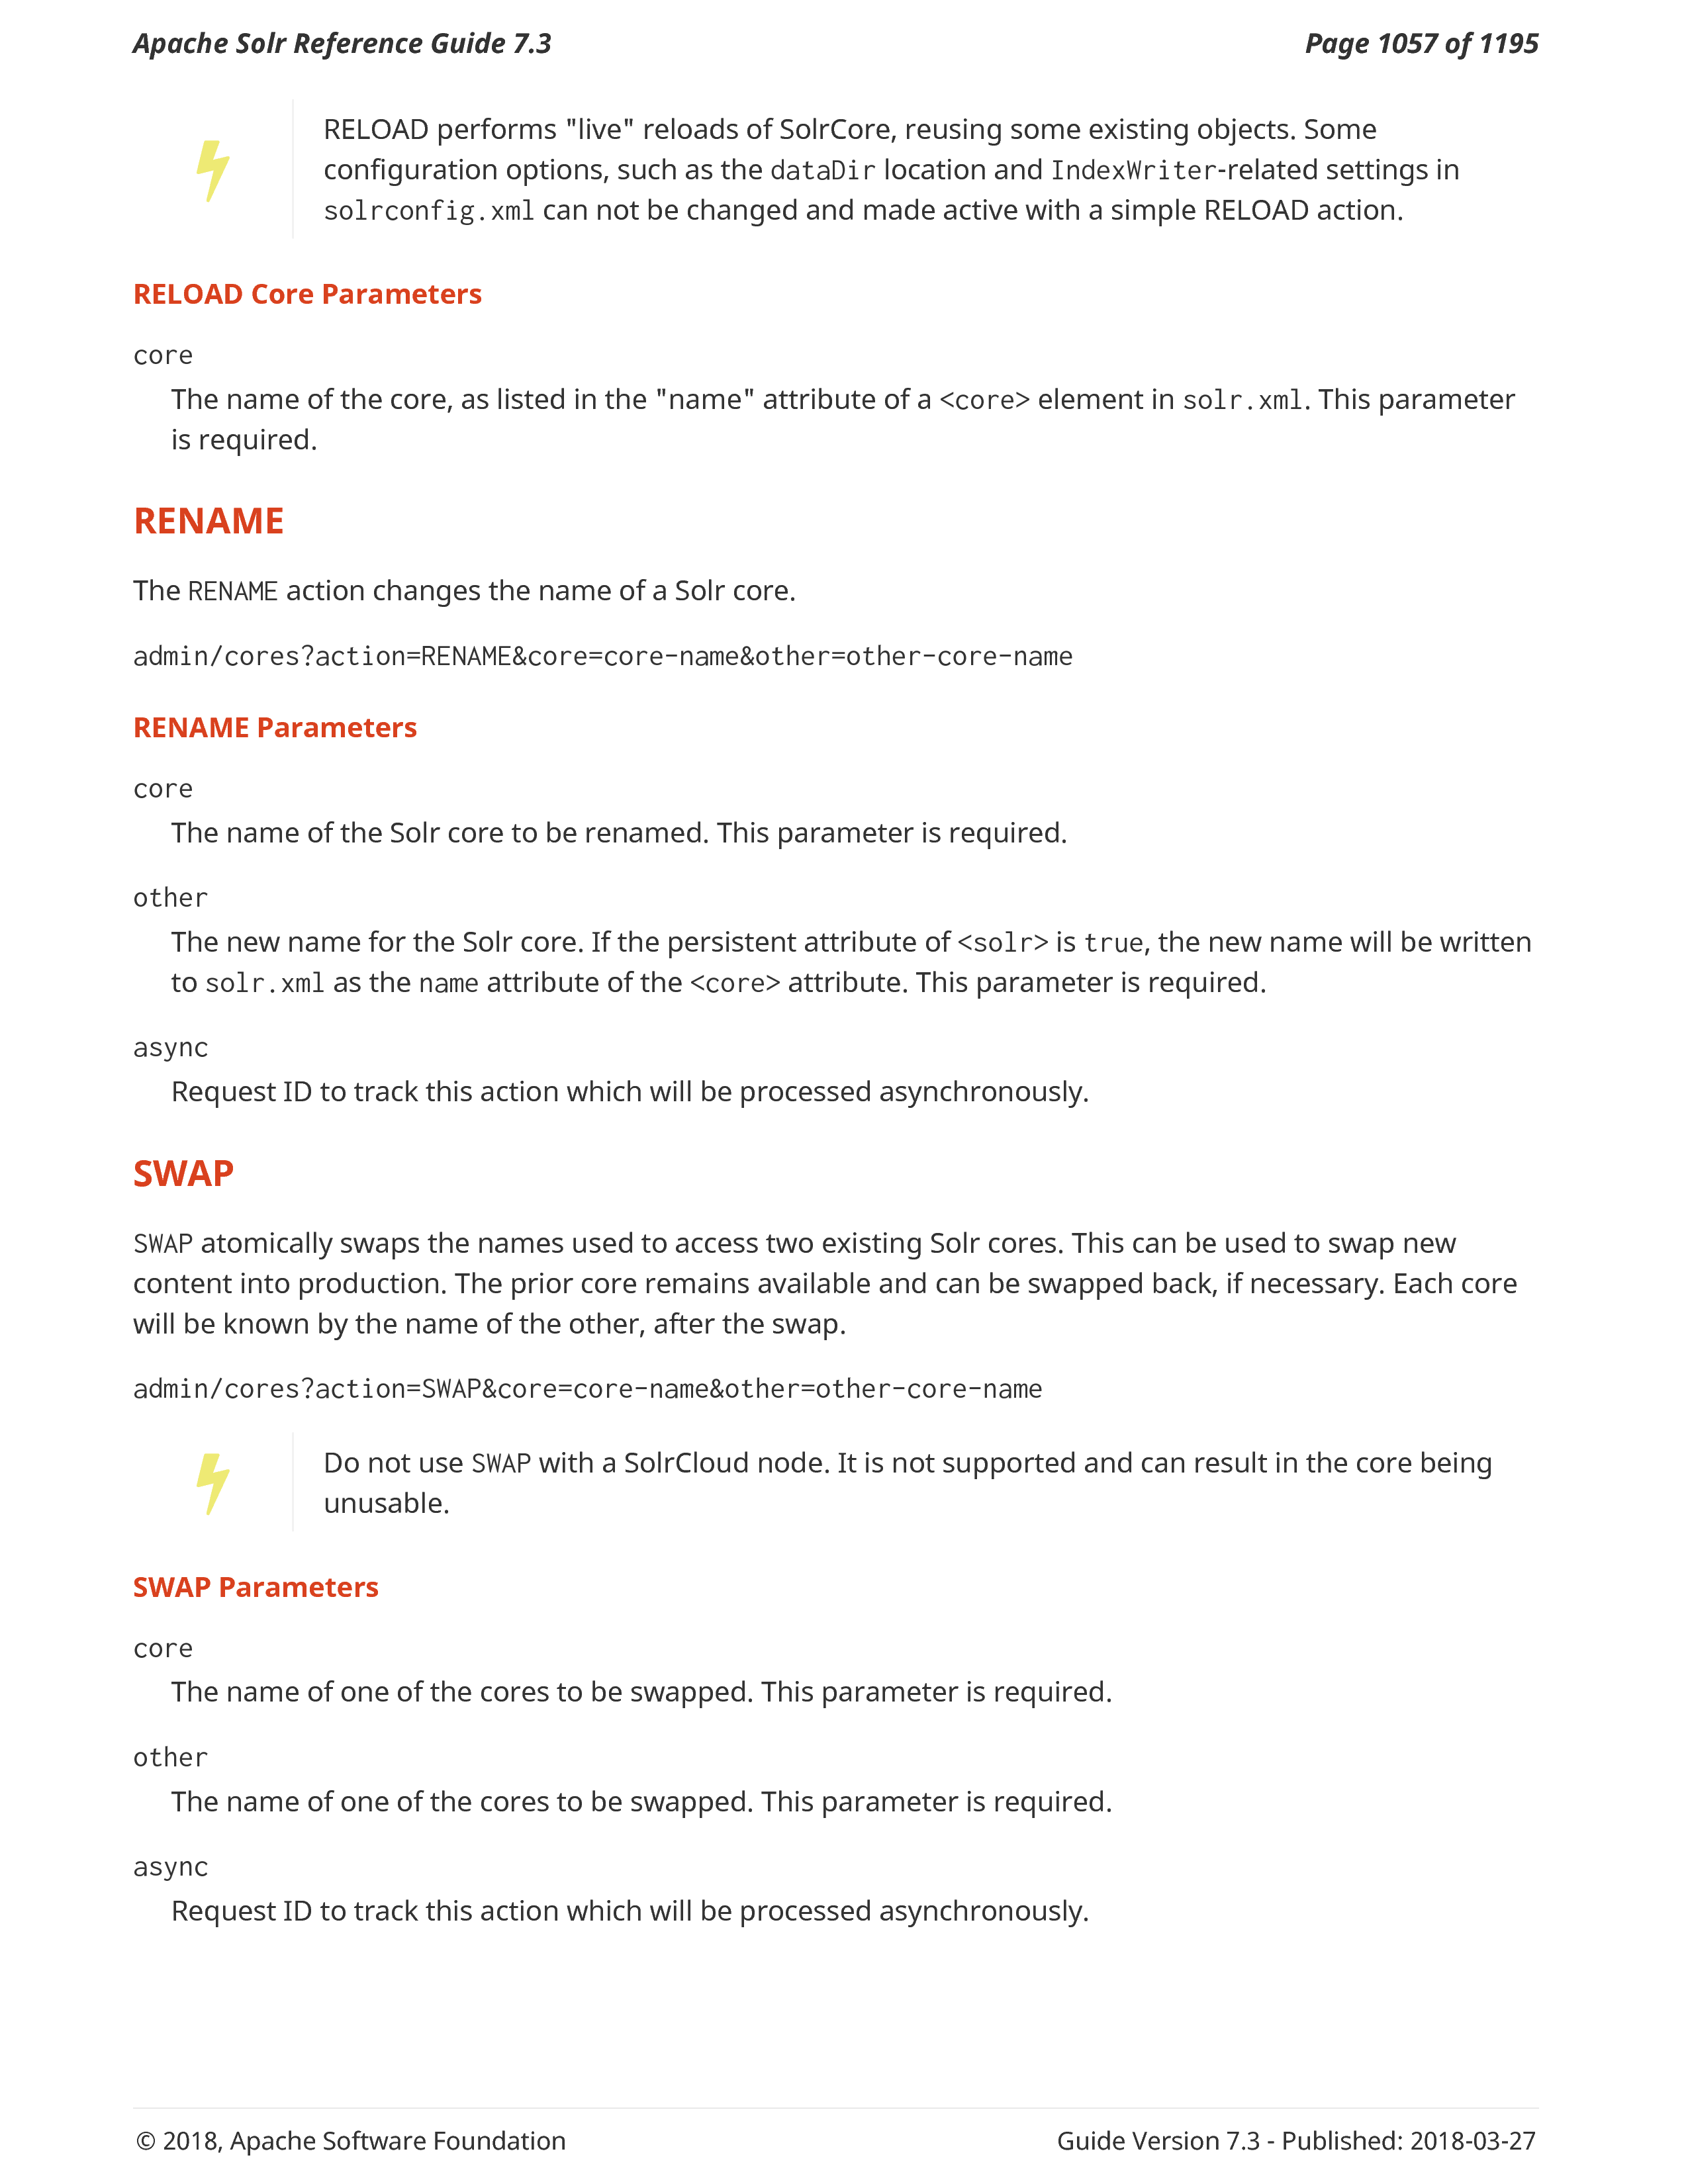 Apache Solr Reference Guide 7.3 Page 1057 of 1195
RELOAD performs "live" reloads of SolrCore, reusing some existing objects. Some
configuration options, such as the dataDir location and IndexWriter-related settings in
solrconfig.xml can not be changed and made active with a simple RELOAD action.
RELOAD Core Parameters
core
The name of the core, as listed in the "name" attribute of a <core> element in solr.xml. This parameter
is required.
RENAME
The RENAME action changes the name of a Solr core.
admin/cores?action=RENAME&core=core-name&other=other-core-name
RENAME Parameters
core
The name of the Solr core to be renamed. This parameter is required.
other
The new name for the Solr core. If the persistent attribute of <solr> is true, the new name will be written
to solr.xml as the name attribute of the <core> attribute. This parameter is required.
async
Request ID to track this action which will be processed asynchronously.
SWAP
SWAP atomically swaps the names used to access two existing Solr cores. This can be used to swap new
content into production. The prior core remains available and can be swapped back, if necessary. Each core
will be known by the name of the other, after the swap.
admin/cores?action=SWAP&core=core-name&other=other-core-name
Do not use SWAP with a SolrCloud node. It is not supported and can result in the core being
unusable.
SWAP Parameters
core
The name of one of the cores to be swapped. This parameter is required.
other
The name of one of the cores to be swapped. This parameter is required.
async
Request ID to track this action which will be processed asynchronously.
© 2018, Apache Software Foundation Guide Version 7.3 - Published: 2018-03-27